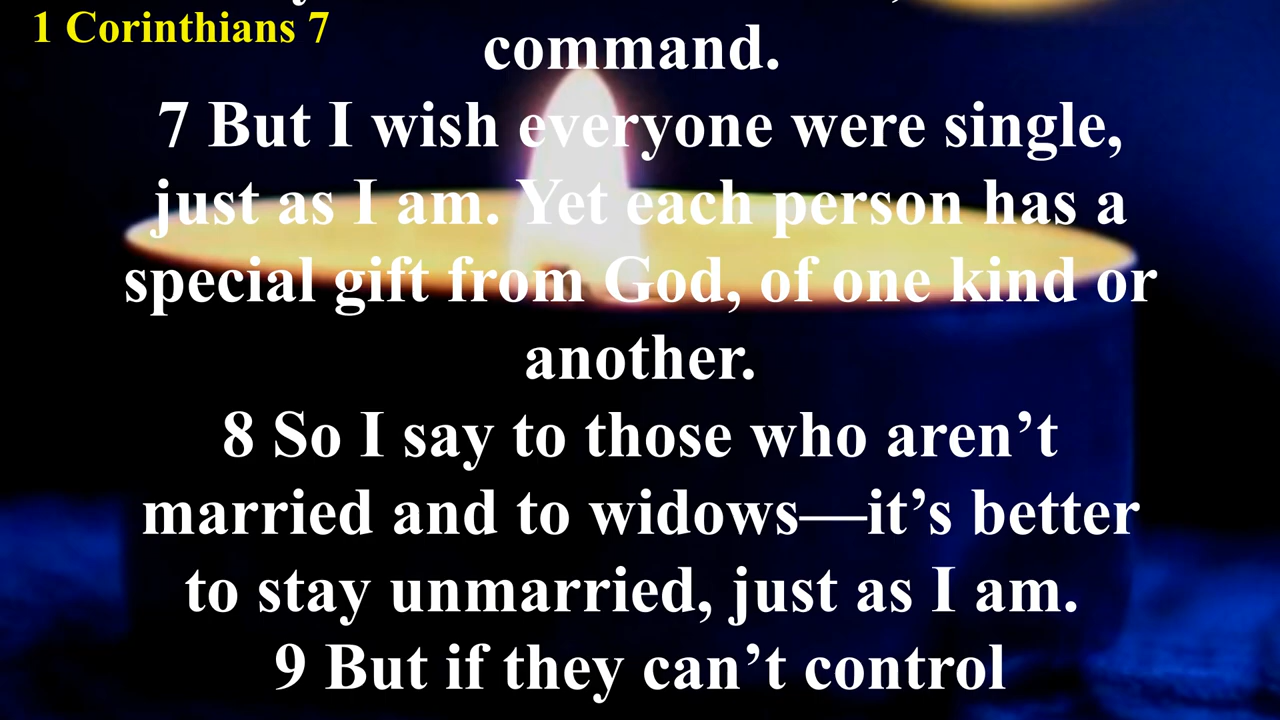 1 Corinthians 7
command.
7 But I wish everyone were single,
just as I am. Yet each person has a
special gift from God, of one kind or
another.
8 So I say to those who aren’t
married and to widows—it’s better
to stay unmarried, just as I am.
9 But if they can’t control